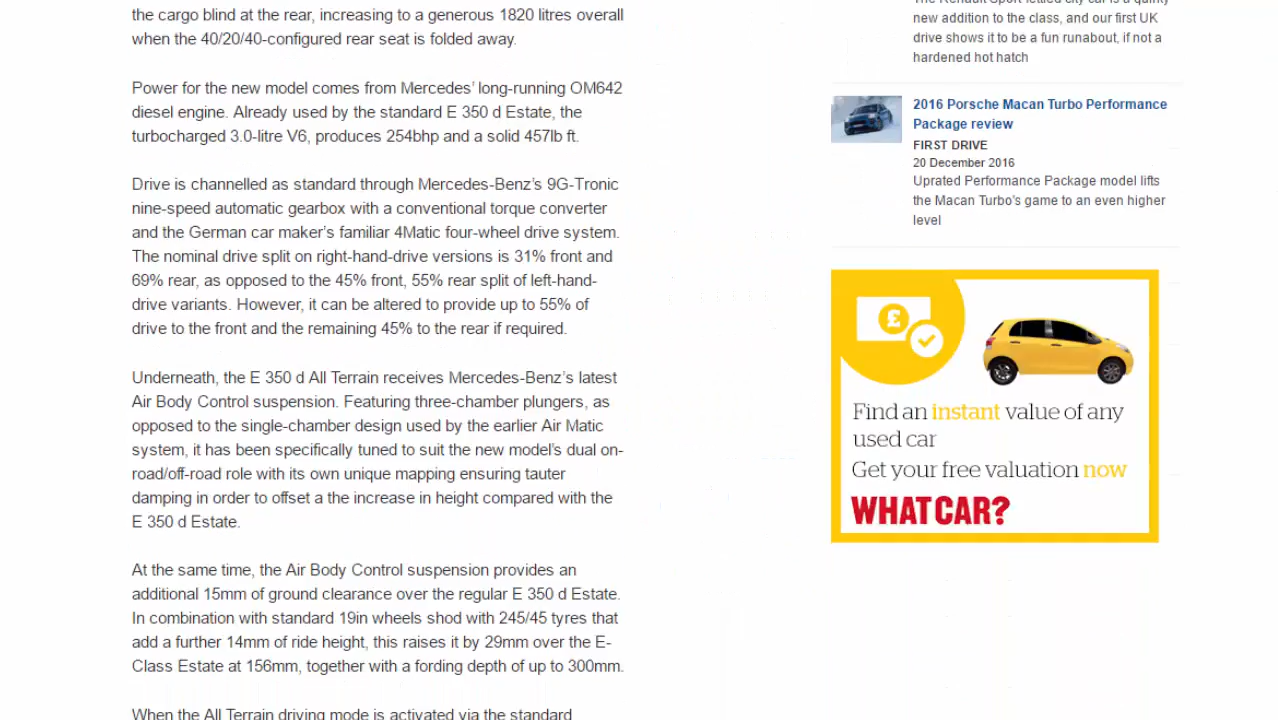 the cargo blind at the rear, increasing to a generous 1820 litres overall
when the 40/20/40-configured rear seat is folded away.
Power for the new model comes from Mercedes’ long-running OM642
diesel engine. Already used by the standard E 350 d Estate, the
turbocharged 3.0-litre V6, produces 254bhp and a solid 457lb ft.
Drive is channelled as standard through Mercedes-Benz’s 9G-Tronic
nine-speed automatic gearbox with a conventional torque converter
and the German car maker’s familiar 4Matic four-wheel drive system.
The nominal drive split on right-hand-drive versions is 31% front and
69% rear, as opposed to the 45% front, 55% rear split of left-hand-
drive variants. However, it can be altered to provide up to 55% of
drive to the front and the remaining 45% to the rear if required.
Underneath, the E 350 d All Terrain receives Mercedes-Benz’s latest
Air Body Control suspension. Featuring three-chamber plungers, as
opposed to the single-chamber design used by the earlier Air Matic
system, it has been specifically tuned to suit the new model’s dual on-
road/off-road role with its own unique mapping ensuring tauter
damping in order to offset a the increase in height compared with the
E 350 d Estate.
At the same time, the Air Body Control suspension provides an
additional 15mm of ground clearance over the regular E 350 d Estate.
In combination with standard 19in wheels shod with 245/45 tyres that
add a further 14mm of ride height, this raises it by 29mm over the E-
Class Estate at 156mm, together with a fording depth of up to 300mm.
When the All Terrain driving mode is activated via the standard
The Renault Sport-fettled city car is a quirky
new addition to the class, and our first UK
drive shows it to be a fun runabout, if not a
hardened hot hatch
2016 Porsche Macan Turbo Performance
Package review
FIRST DRIVE
20 December 2016
Uprated Performance Package model lifts
the Macan Turbo's game to an even higher
level
£
Find an instant value of any
used car
Get your free valuation now
WHATCAR?